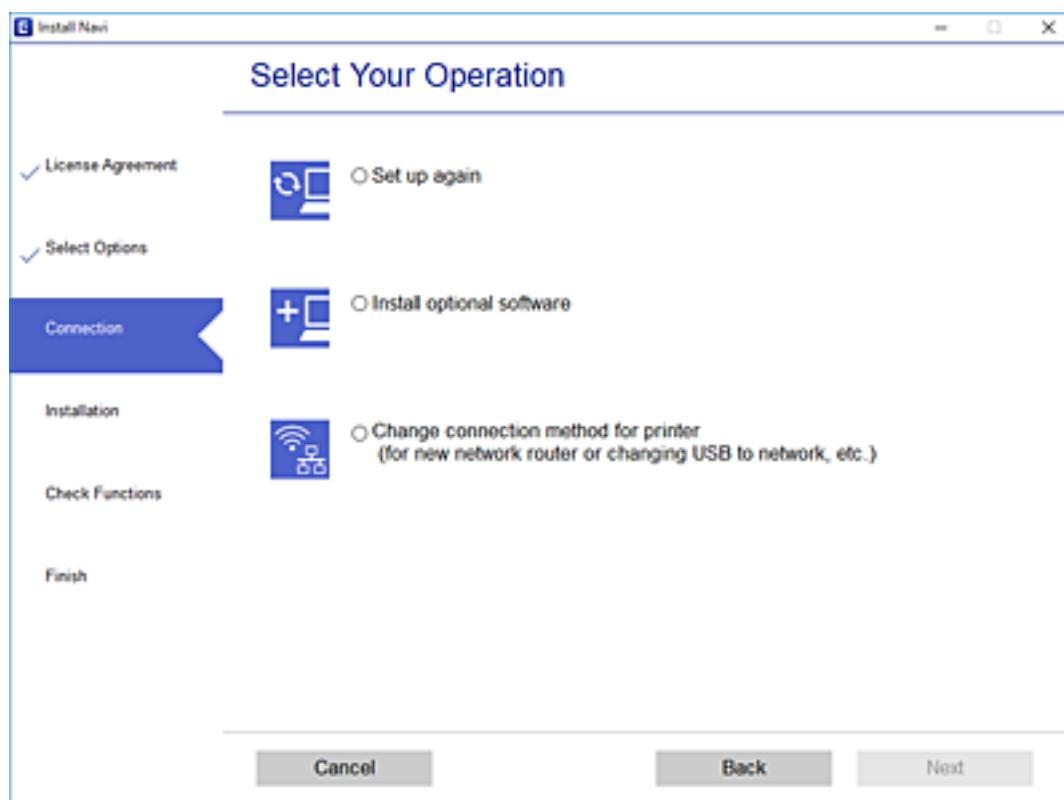 Install Navi
Select Your Operation
License Agreement
Select Options
Connection
Installation
Check Functions
Finish
Set up again
Install optional software
Change connection method for printer
(for new network router or changing USB to network, etc.)
Cancel
Back
Next